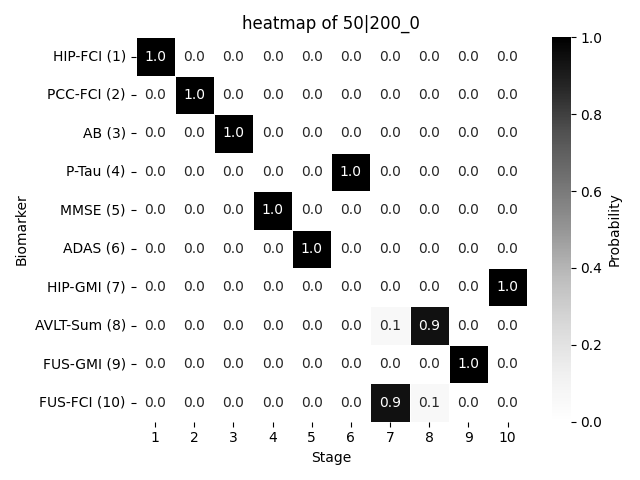 heatmap of 50|200_0
HIP-FCI (1) 1.0 0.0 0.0 0.0 0.0 0.0 0.0 0.0 0.0 0.0
PCC-FCI (2) 0.0 1.0 0.0 0.0 0.0 0.0 0.0 0.0 0.0 0.0
AB (3) 0.0 0.0 1.0 0.0 0.0 0.0 0.0 0.0 0.0 0.0
P-Tau (4) 0.0 0.0 0.0 0.0 0.0 1.0 0.0 0.0 0.0 0.0
MMSE (5) 0.0 0.0 0.0 1.0 0.0 0.0 0.0 0.0 0.0 0.0
ADAS (6) 0.0 0.0 0.0 0.0 1.0 0.0 0.0 0.0 0.0 0.0
HIP-GMI (7) 0.0 0.0 0.0 0.0 0.0 0.0 0.0 0.0 0.0 1.0
AVLT-Sum (8) 0.0 0.0 0.0 0.0 0.0 0.0 0.1 0.9 0.0 0.0
FUS-GMI (9) 0.0 0.0 0.0 0.0 0.0 0.0 0.0 0.0 1.0 0.0
FUS-FCI (10) 0.0 0.0 0.0 0.0 0.0 0.0 0.9 0.1 0.0 0.0
1 2 3 4 5 6 7 8 9 10
Stage
Biomarker
1.0
0.8
0.6
0.4
0.2
0.0
Probability